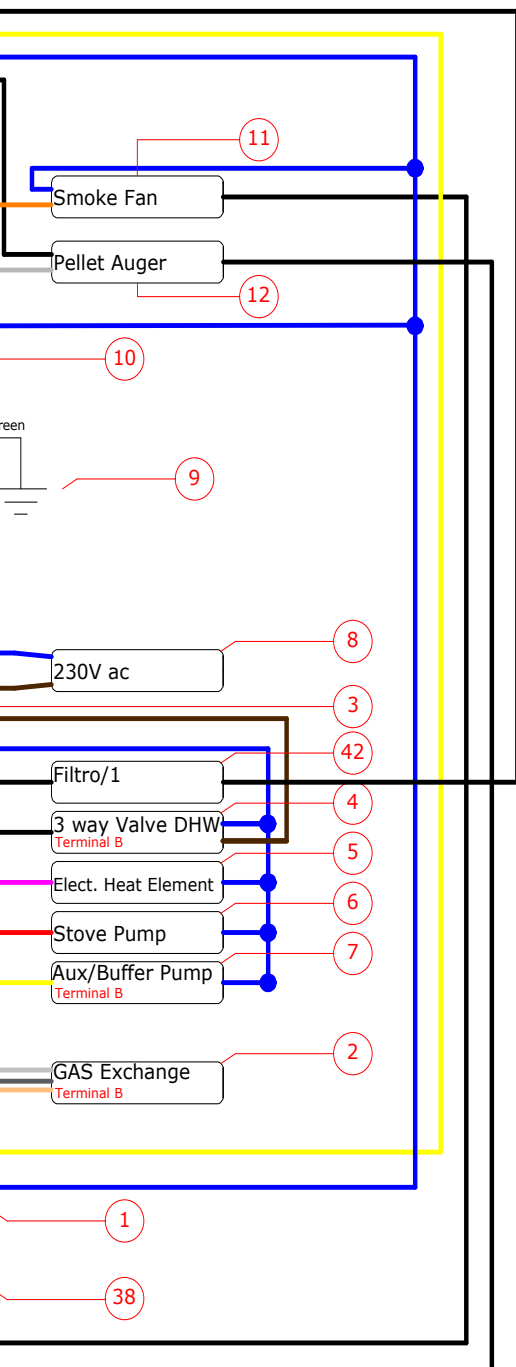 11
Smoke Fan
Pellet Auger
12
10
reen
9
8
230V ac
3
42
Filtro/1
4
3 way Valve DHW
Terminal B
5
Elect. Heat Element
6
Stove Pump
7
Aux/Buffer Pump
Terminal B
2
GAS Exchange
Terminal B
1
38